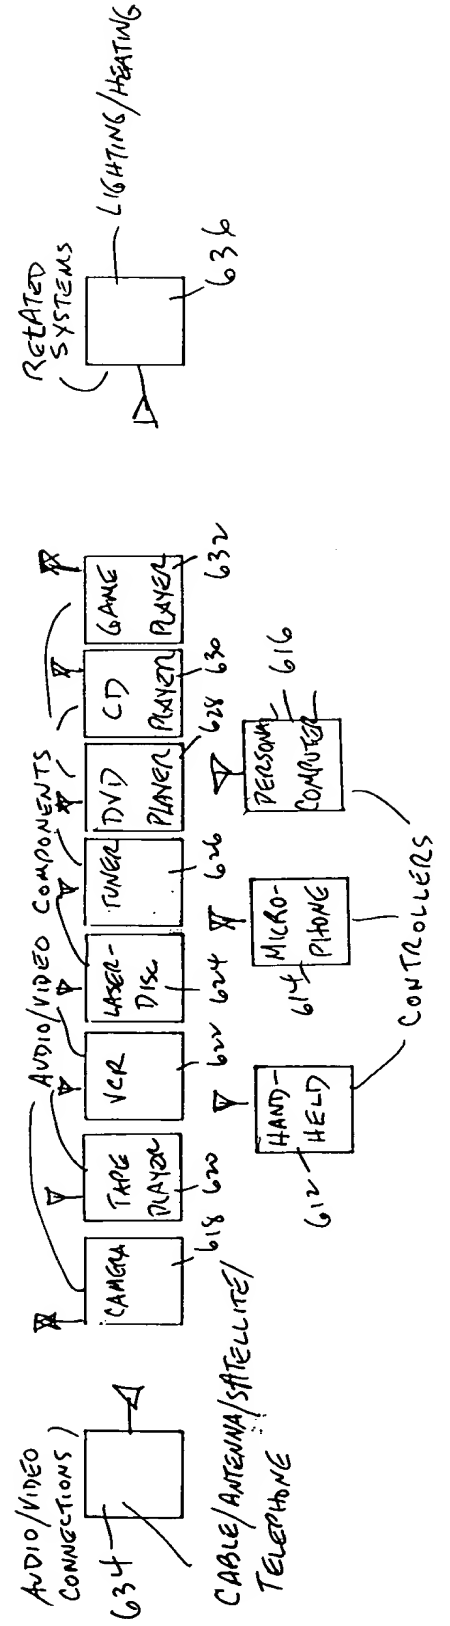 AUDIO/VIDEO
CONNECTIONS
634
CABLE/ANTENNA/SATELLITE/
TELEPHONE
AUDIO/VIDEO COMPONENTS
CAMERA
618
TAPE
PLAYER
620
VCR
622
LASER-
DISC
624
TUNER
626
DVD
PLAYER
628
CD
PLAYER
630
GAME
PLAYER
632
HAND-
HELD
612
MICRO-
PHONE
614
PERSONAL
COMPUTER
616
CONTROLLERS
RELATED
SYSTEMS
LIGHTING/HEATING
636